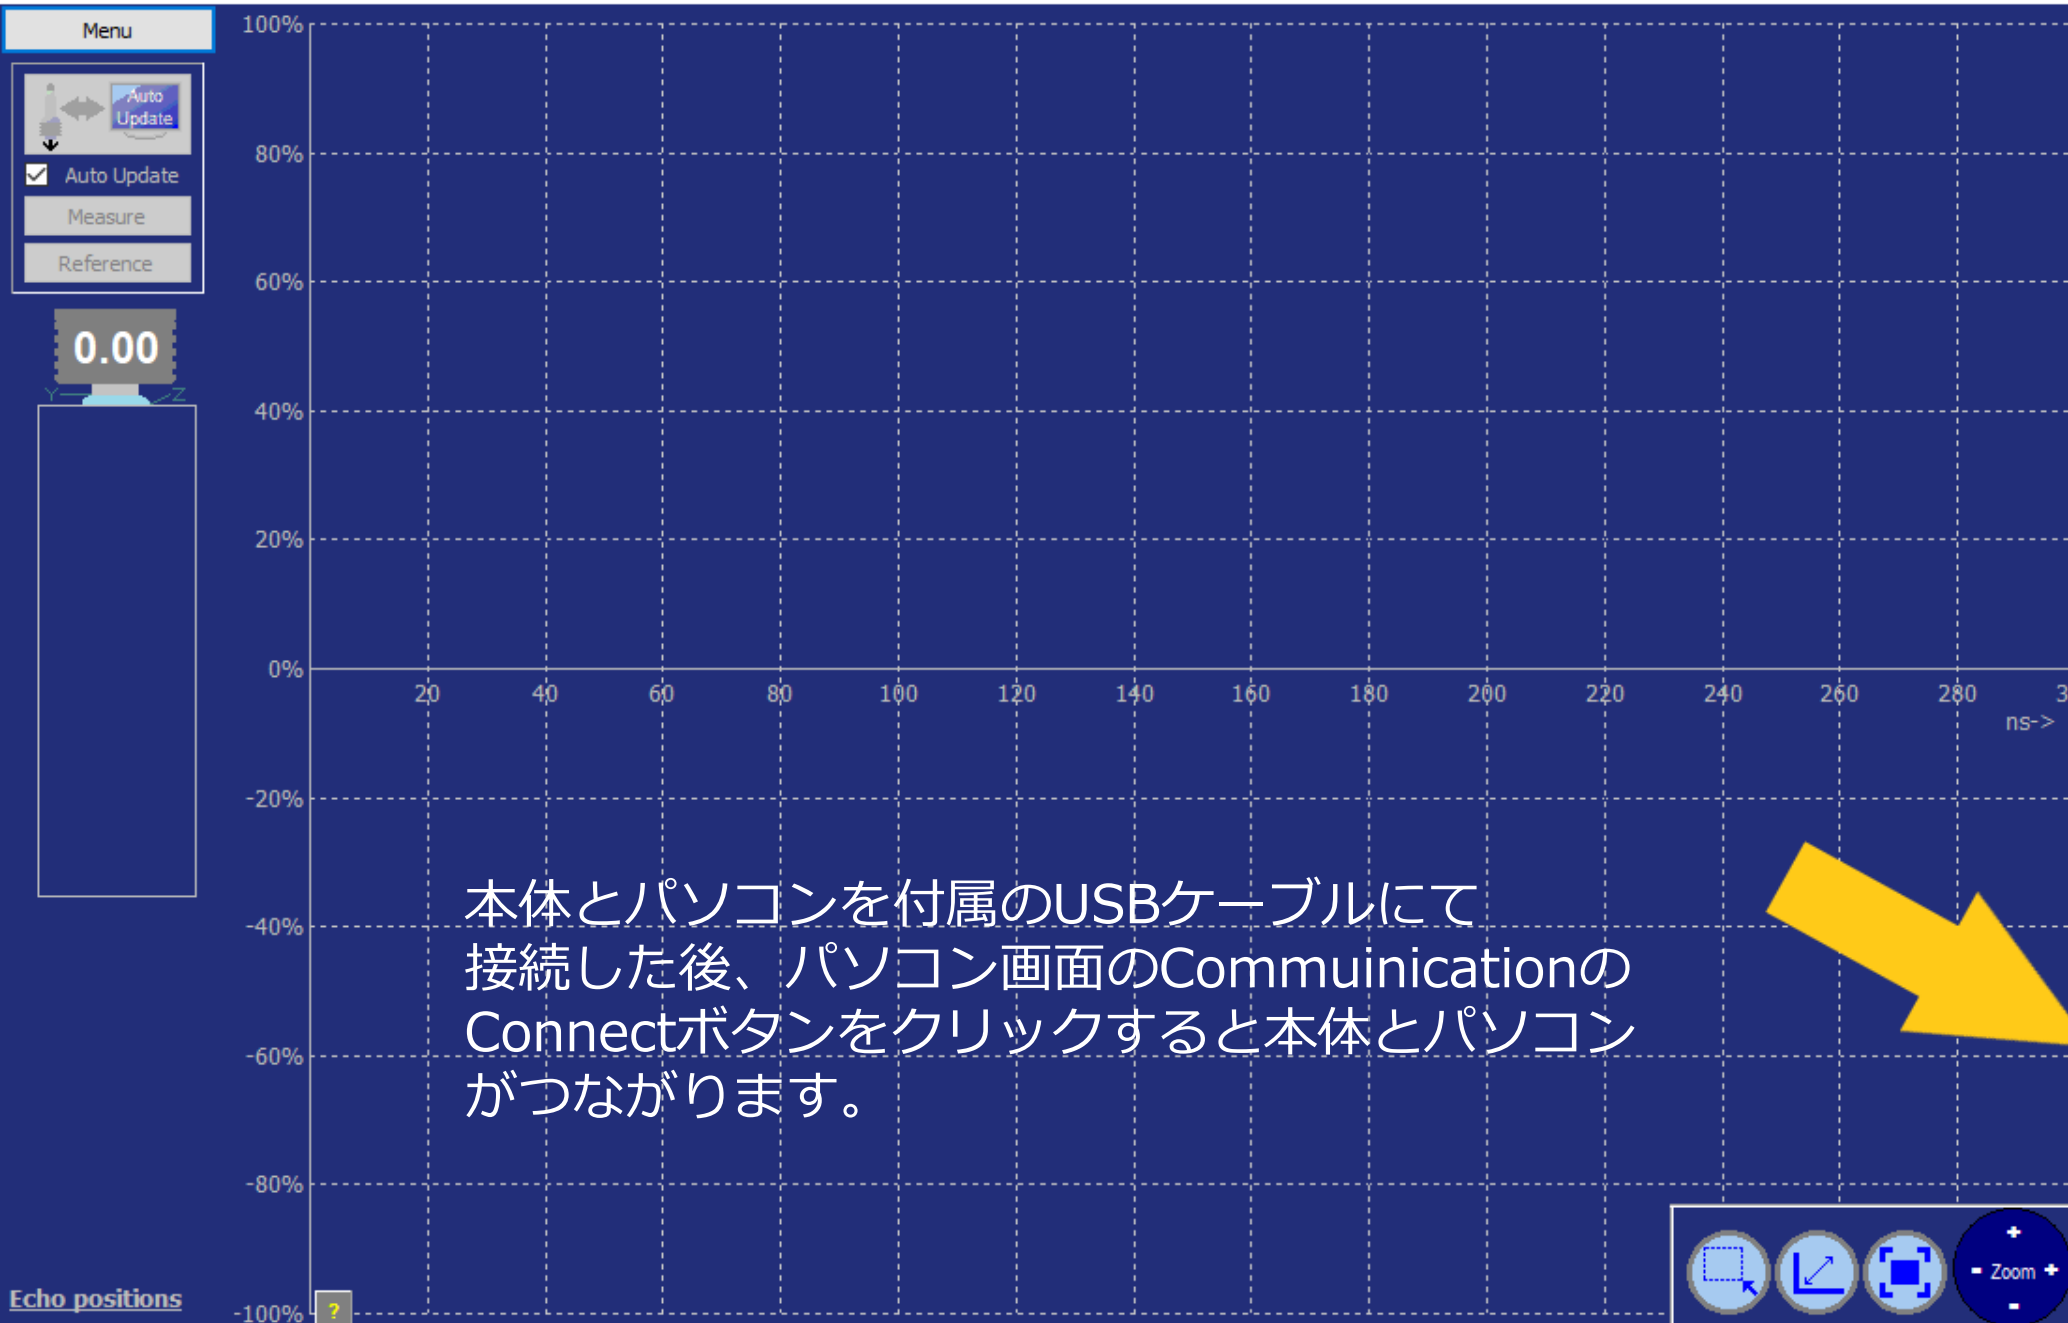 Menu
Auto
Update
Auto Update
Measure
Reference
0.00
Y Z
Echo positions
100%
80%
60%
40%
20%
0%
-20%
-40%
-60%
-80%
-100%
20 40 60 80 100 120 140 160 180 200 220 240 260 280 3
ns->
本体とパソコンを付属のUSBケーブルにて
接続した後、パソコン画面のCommuinicationの
Connectボタンをクリックすると本体とパソコン
がつながります。
?
+
- Zoom +
-